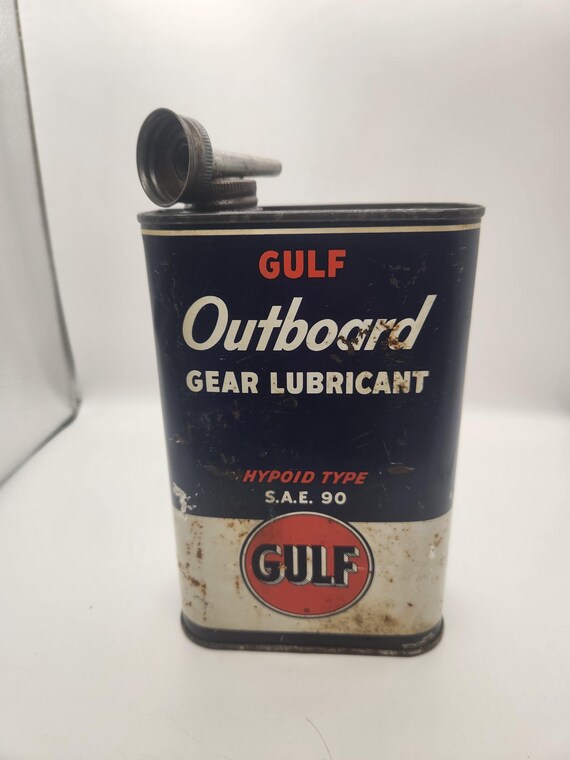 GULF
Outboard
GEAR LUBRICANT
HYPOID TYPE
S.A.E. 90
GULF